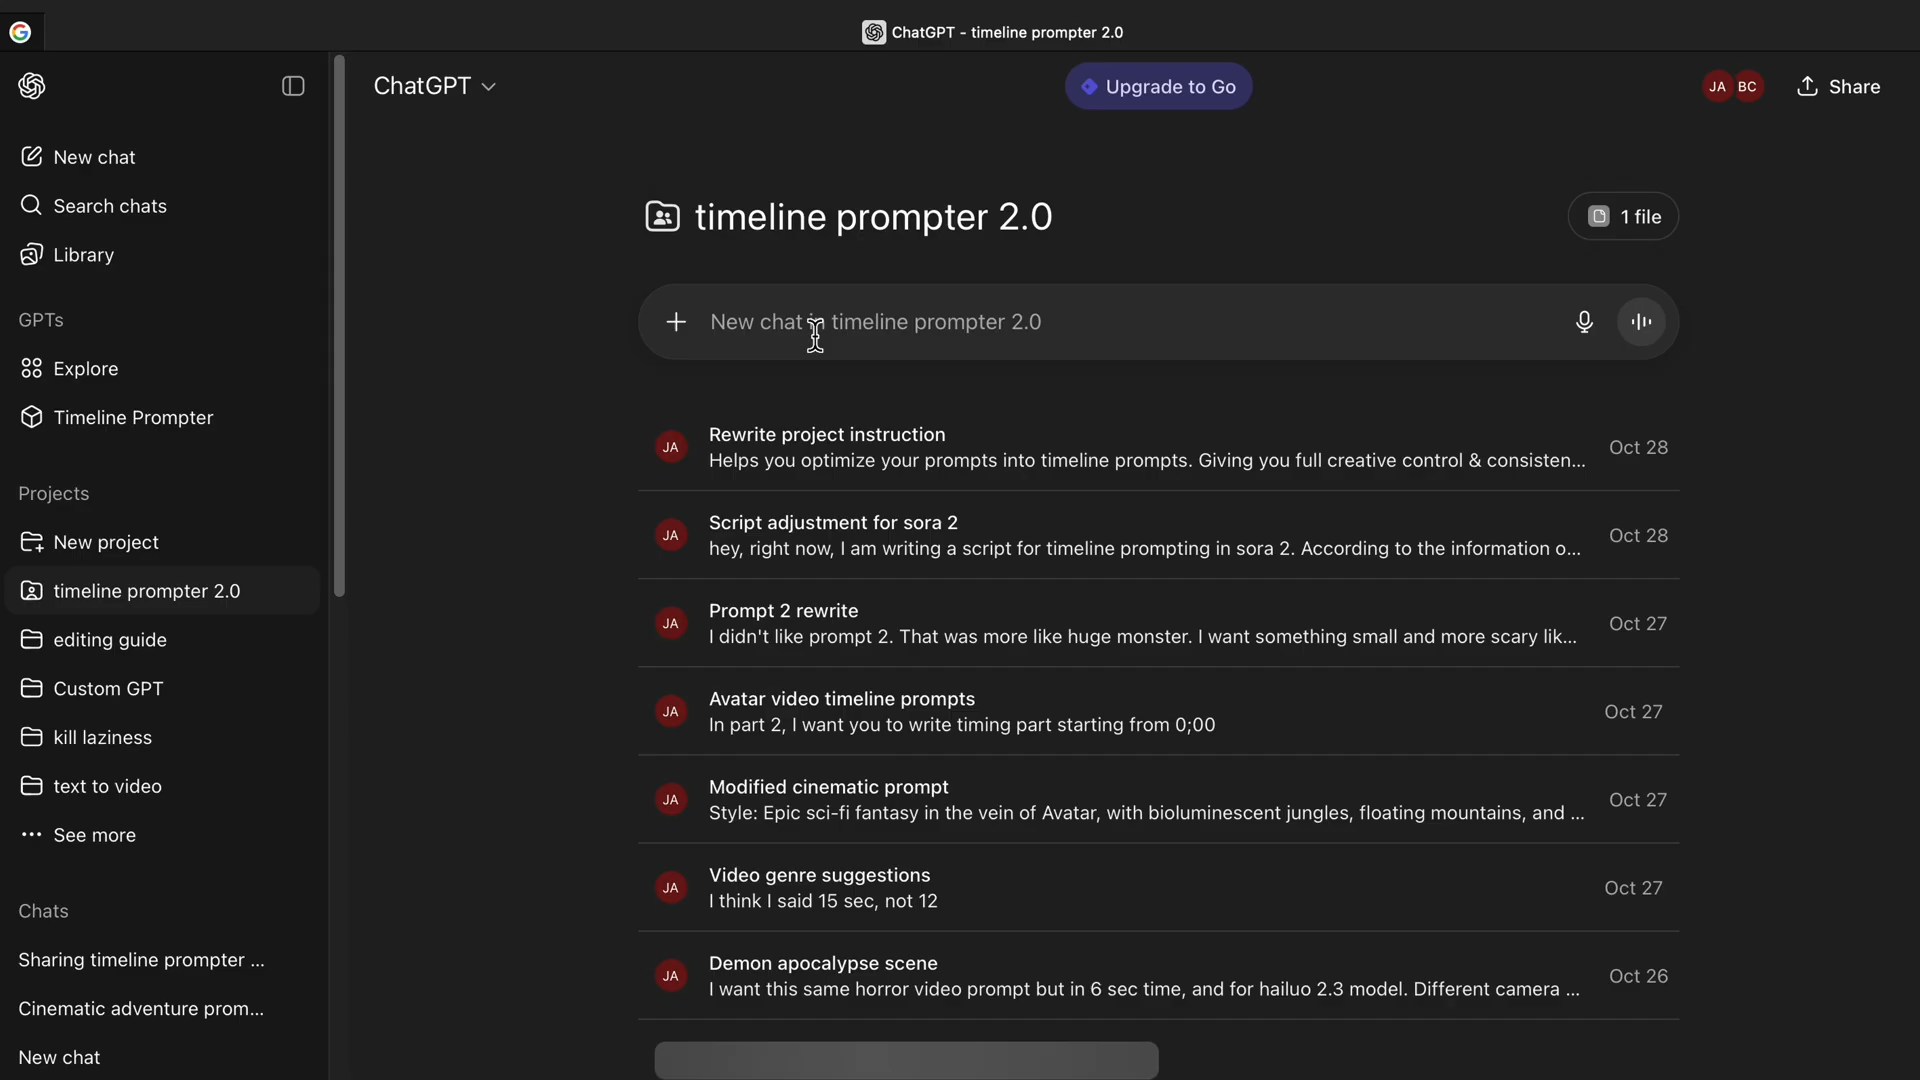 ChatGPT - timeline prompter 2.0
ChatGPT
Upgrade to Go
JA BC
Share
New chat
Search chats
Library
GPTs
Explore
Timeline Prompter
Projects
New project
timeline prompter 2.0
editing guide
Custom GPT
kill laziness
text to video
See more
Chats
Sharing timeline prompter ...
Cinematic adventure prom...
New chat
timeline prompter 2.0
1 file
New chat in timeline prompter 2.0
JA
Rewrite project instruction
Helps you optimize your prompts into timeline prompts. Giving you full creative control & consisten...
Oct 28
JA
Script adjustment for sora 2
hey, right now, I am writing a script for timeline prompting in sora 2. According to the information o...
Oct 28
JA
Prompt 2 rewrite
I didn't like prompt 2. That was more like huge monster. I want something small and more scary lik...
Oct 27
JA
Avatar video timeline prompts
In part 2, I want you to write timing part starting from 0;00
Oct 27
JA
Modified cinematic prompt
Style: Epic sci-fi fantasy in the vein of Avatar, with bioluminescent jungles, floating mountains, and ...
Oct 27
JA
Video genre suggestions
I think I said 15 sec, not 12
Oct 27
JA
Demon apocalypse scene
I want this same horror video prompt but in 6 sec time, and for hailuo 2.3 model. Different camera ...
Oct 26